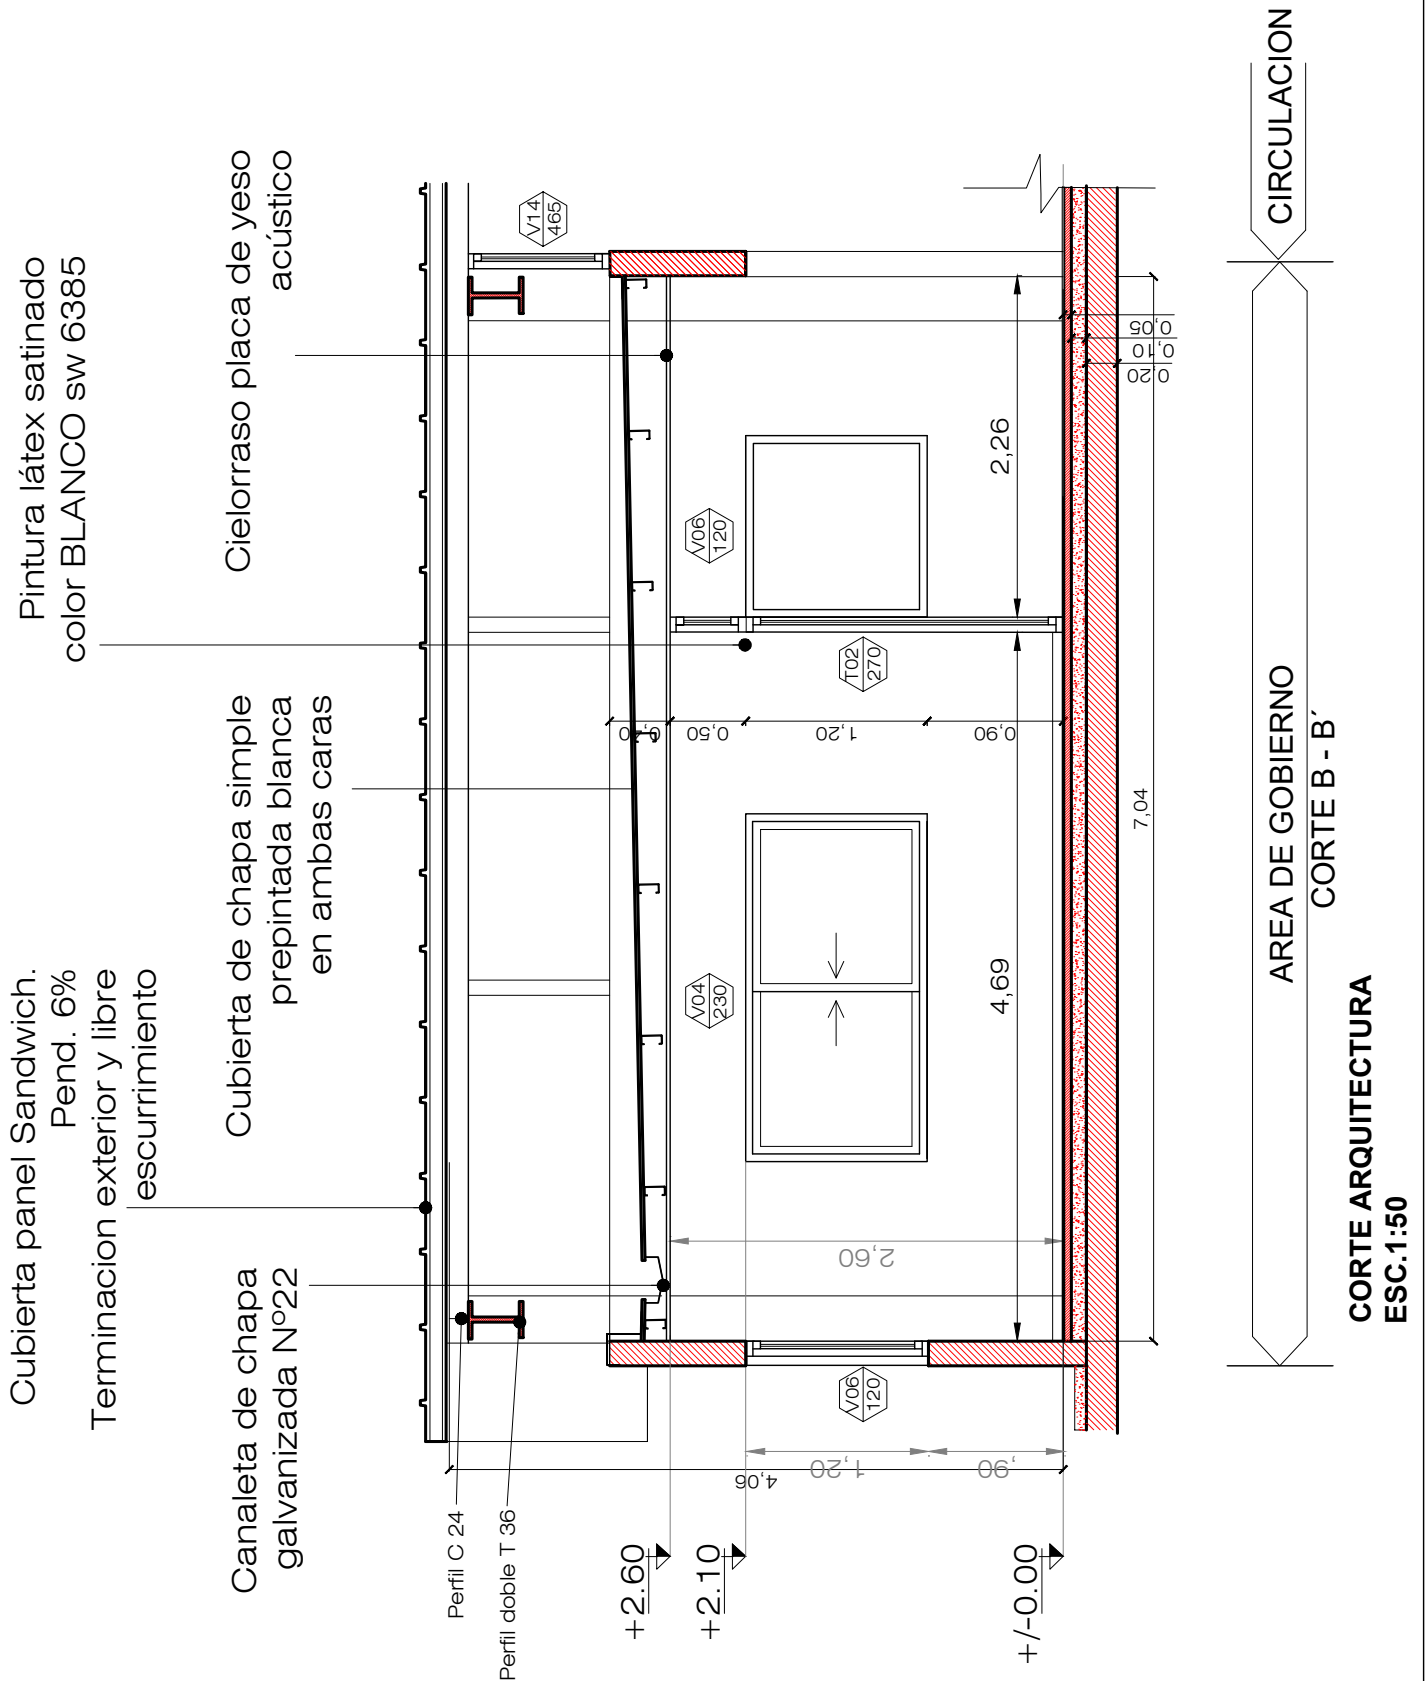 Cubierta panel Sandwich.
Pend. 6%
Terminacion exterior y libre
escurrimiento
Pintura látex satinado
color BLANCO sw 6385
Canaleta de chapa
galvanizada Nº22
Cubierta de chapa simple
prepintada blanca
en ambas caras
Cielorraso placa de yeso
acústico
Perfil C 24
Perfil doble T 36
V14
465
+2.60
+2.10
+/-0.00
4,06
1,20
,90
V06
120
2,60
V04
230
0,50
1,20
0,90
T02
270
V06
120
4,69
2,26
0,05
0,10
0,20
7,04
AREA DE GOBIERNO
CORTE B - B´
CIRCULACION
CORTE ARQUITECTURA
ESC.1:50